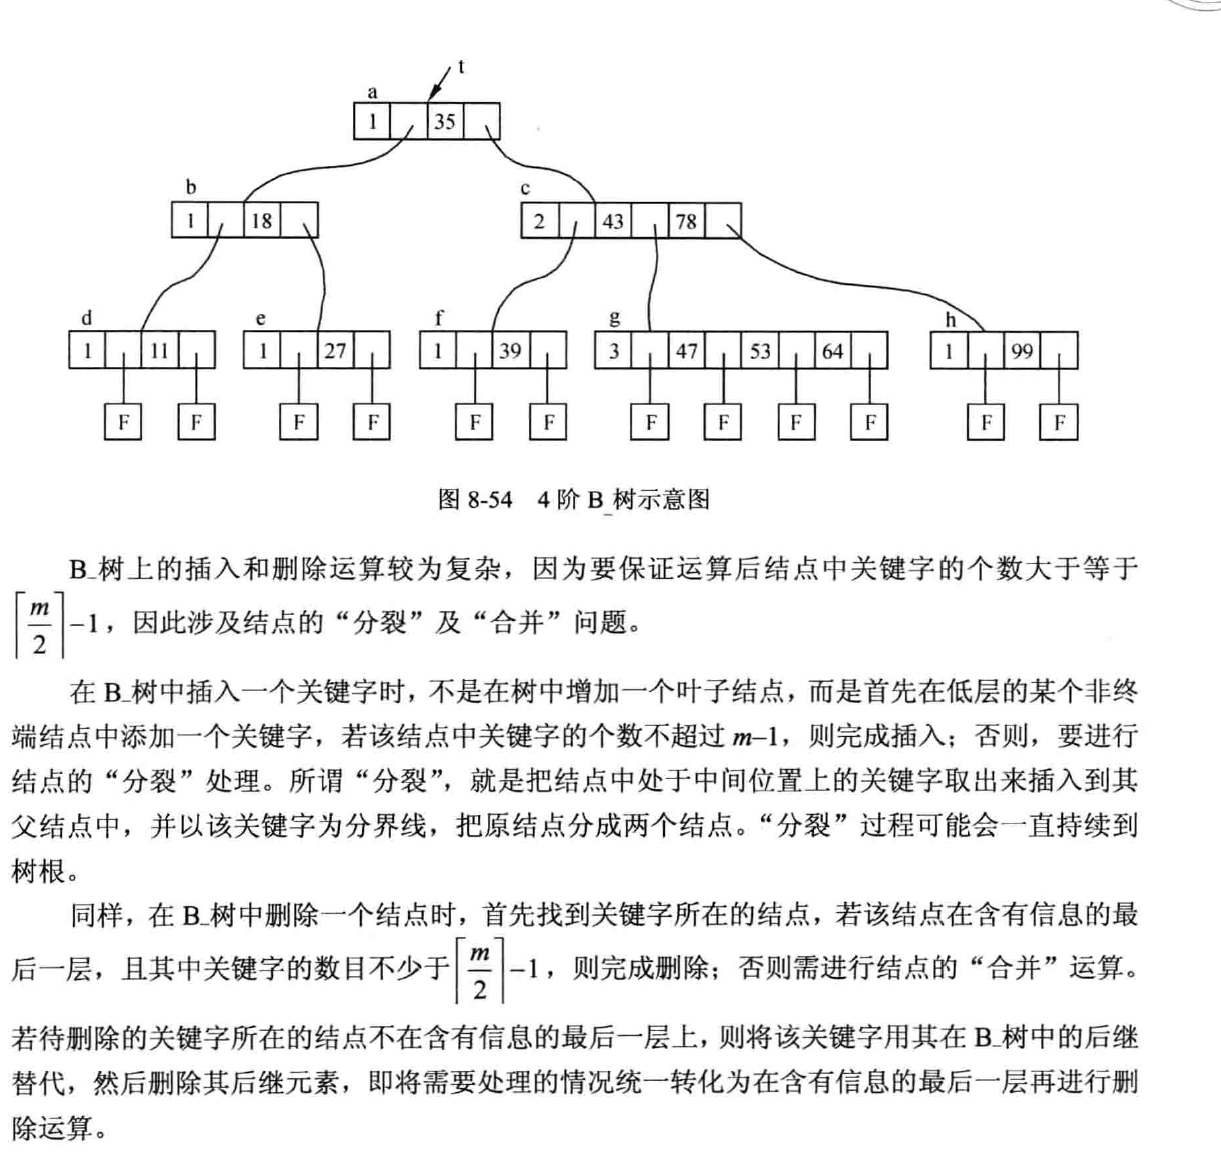 t
a
1 35
b c
1 18 2 43 78
d e f g h
1 11 1 27 1 39 3 47 53 64 1 99
F F F F F F F F F F F F
图 8-54 4 阶 B_树示意图
B_树上的插入和删除运算较为复杂，因为要保证运算后结点中关键字的个数大于等于
⌈m/2⌉–1，因此涉及结点的“分裂”及“合并”问题。
在 B_树中插入一个关键字时，不是在树中增加一个叶子结点，而是首先在低层的某个非终
端结点中添加一个关键字，若该结点中关键字的个数不超过 m–1，则完成插入；否则，要进行
结点的“分裂”处理。所谓“分裂”，就是把结点中处于中间位置上的关键字取出来插入到其
父结点中，并以该关键字为分界线，把原结点分成两个结点。“分裂”过程可能会一直持续到
树根。
同样，在 B_树中删除一个结点时，首先找到关键字所在的结点，若该结点在含有信息的最
后一层，且其中关键字的数目不少于⌈m/2⌉–1，则完成删除；否则需进行结点的“合并”运算。
若待删除的关键字所在的结点不在含有信息的最后一层上，则将该关键字用其在 B_树中的后继
替代，然后删除其后继元素，即将需要处理的情况统一转化为在含有信息的最后一层再进行删
除运算。